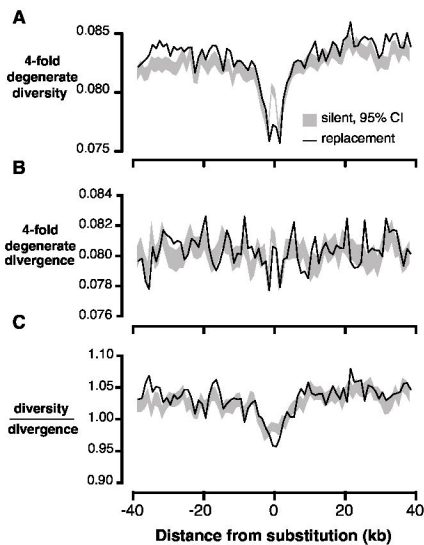 A
0.085
4-fold
degenerate
diversity
0.080
silent, 95% CI
replacement
0.075
B
0.084
0.082
4-fold
degenerate
divergence
0.080
0.078
0.076
C
1.10
1.05
diversity
divergence
1.00
0.95
0.90
-40 -20 0 20 40
Distance from substitution (kb)